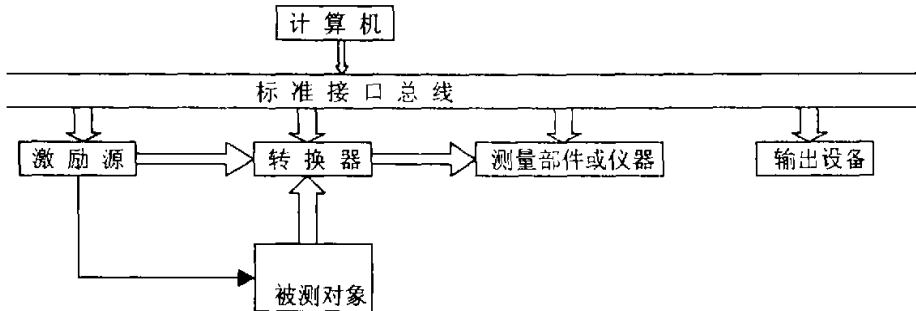 计算机
标准接口总线
激励源
转换器
测量部件或仪器
输出设备
被测对象